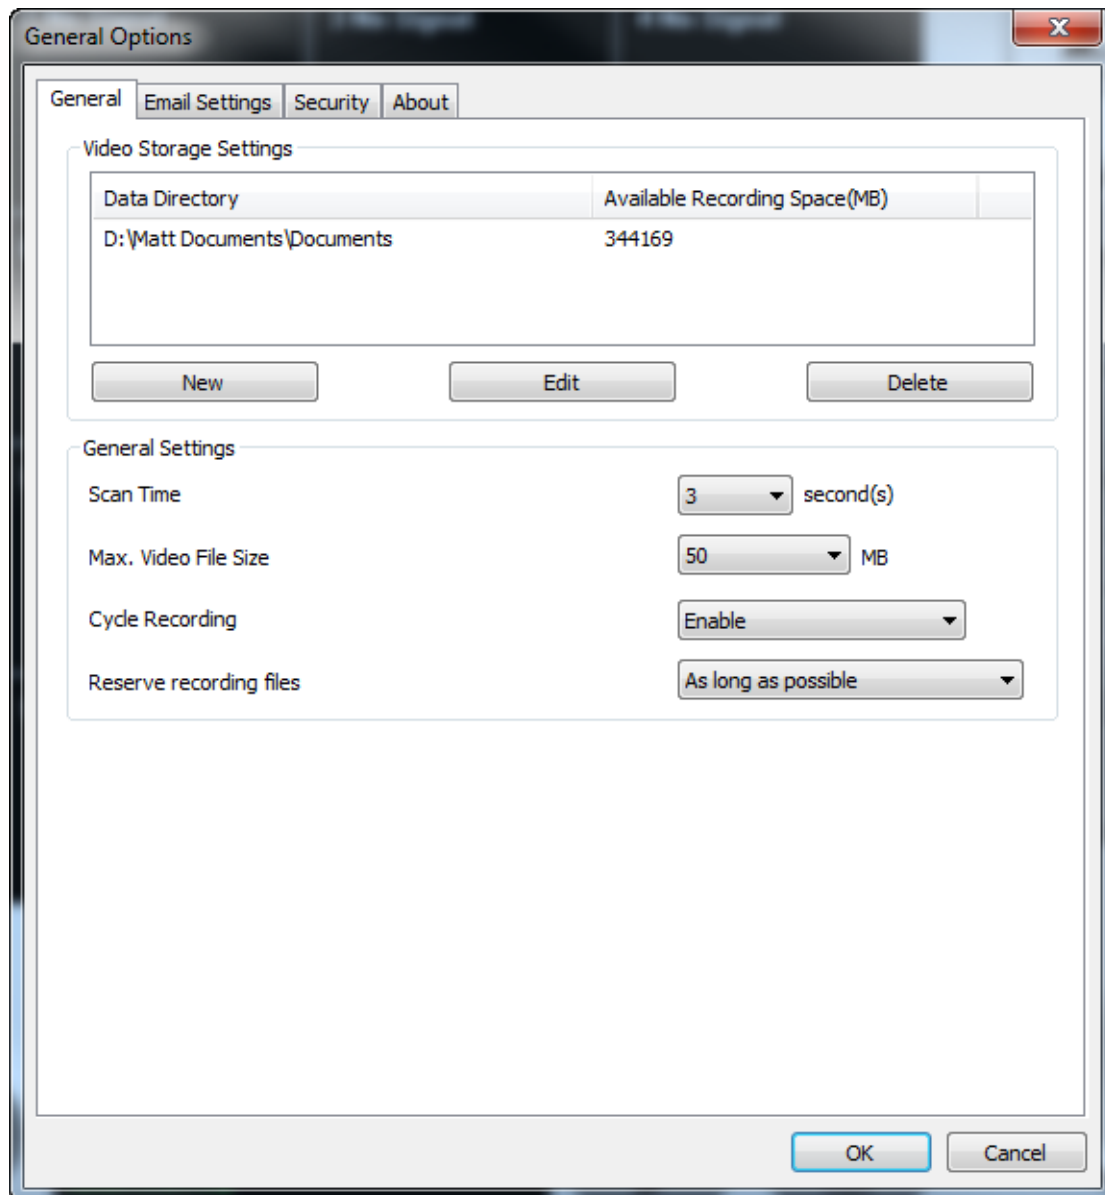 General Options
General Email Settings Security About
Video Storage Settings
Data Directory Available Recording Space(MB)
D:\Matt Documents\Documents 344169
New Edit Delete
General Settings
Scan Time 3 second(s)
Max. Video File Size 50 MB
Cycle Recording Enable
Reserve recording files As long as possible
OK Cancel